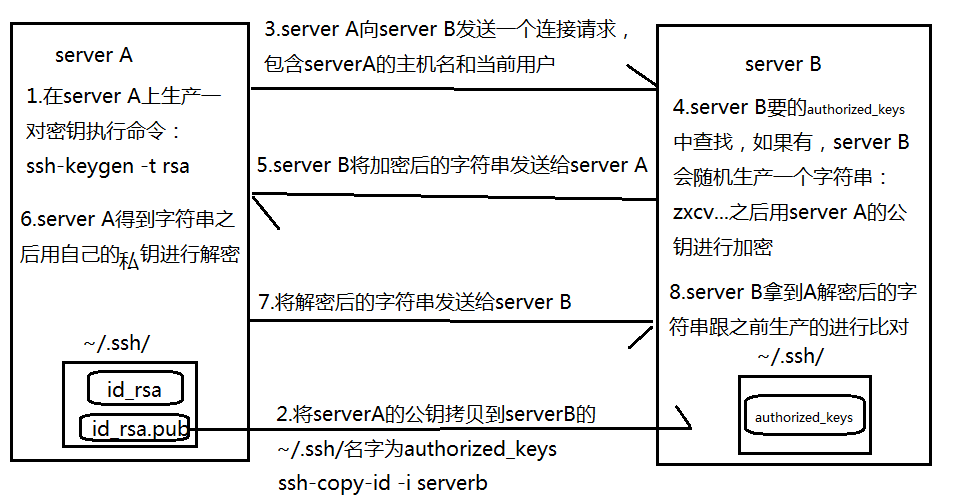 server A
1.在server A上生产一
对密钥执行命令：
ssh-keygen -t rsa
6.server A得到字符串之
后用自己的私钥进行解密
~/.ssh/
id_rsa
id_rsa.pub
3.server A向server B发送一个连接请求，
包含serverA的主机名和当前用户
5.server B将加密后的字符串发送给server A
7.将解密后的字符串发送给server B
2.将serverA的公钥拷贝到serverB的
~/.ssh/名字为authorized_keys
ssh-copy-id -i serverb
server B
4.server B要的authorized_keys
中查找，如果有，server B
会随机生产一个字符串：
zxcv...之后用server A的公
钥进行加密
8.server B拿到A解密后的字
符串跟之前生产的进行比对
~/.ssh/
authorized_keys